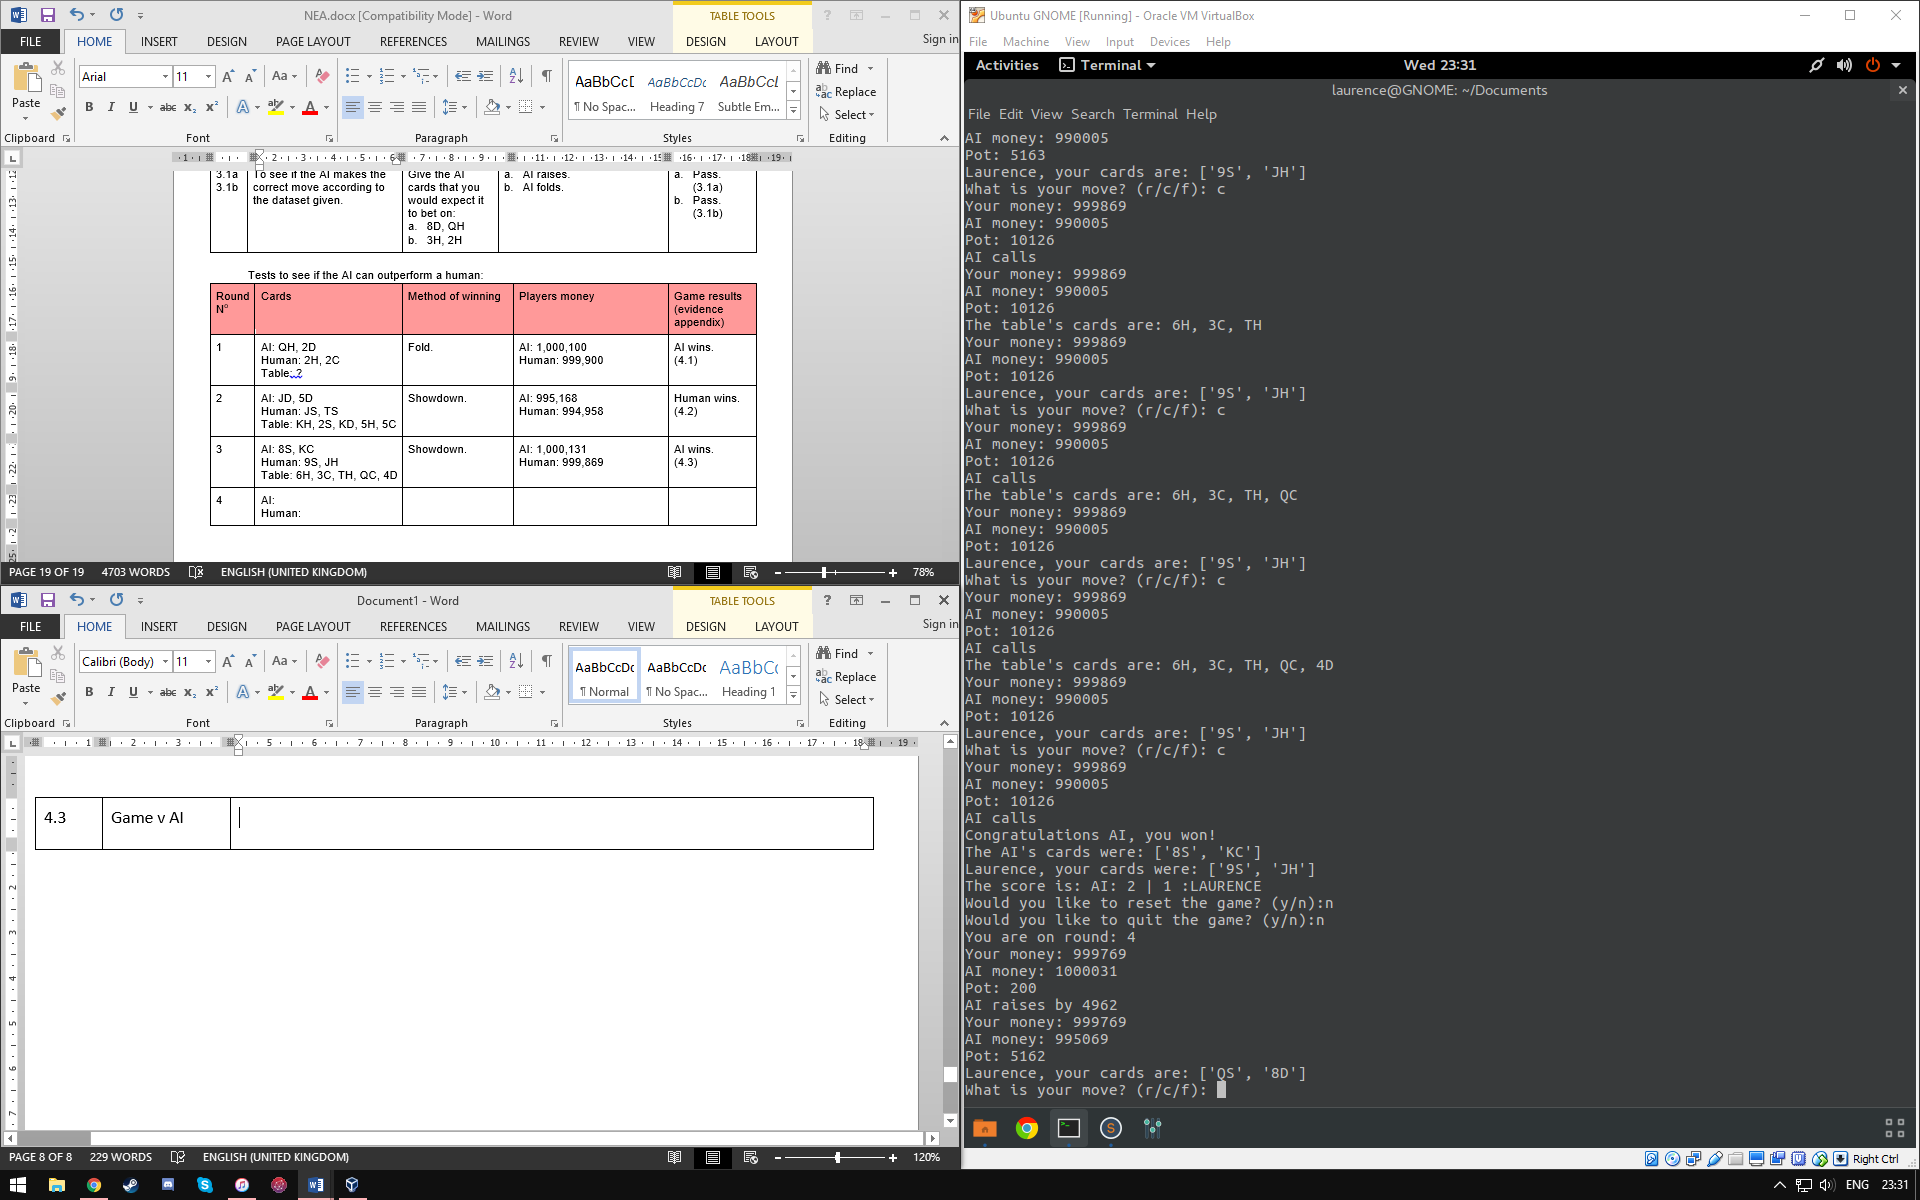 NEA.docx [Compatibility Mode] - Word
TABLE TOOLS
FILE HOME INSERT DESIGN PAGE LAYOUT REFERENCES MAILINGS REVIEW VIEW DESIGN LAYOUT Sign in
Arial 11
Paste
AaBbCcD AaBbCcDc AaBbCcL
¶ No Spac... Heading 7 Subtle Em...
Find
Replace
Select
Clipboard Font Paragraph Styles Editing
3.1a
3.1b
To see if the AI makes the
correct move according to
the dataset given.
Give the AI
cards that you
would expect it
to bet on:
a. 8D, QH
b. 3H, 2H
a. AI raises.
b. AI folds.
a. Pass.
(3.1a)
b. Pass.
(3.1b)
Tests to see if the AI can outperform a human:
Round
N°
Cards
Method of winning
Players money
Game results
(evidence
appendix)
1
AI: QH, 2D
Human: 2H, 2C
Table: ?
Fold.
AI: 1,000,100
Human: 999,900
AI wins.
(4.1)
2
AI: JD, 5D
Human: JS, TS
Table: KH, 2S, KD, 5H, 5C
Showdown.
AI: 995,168
Human: 994,958
Human wins.
(4.2)
3
AI: 8S, KC
Human: 9S, JH
Table: 6H, 3C, TH, QC, 4D
Showdown.
AI: 1,000,131
Human: 999,869
AI wins.
(4.3)
4
AI:
Human:
PAGE 19 OF 19 4703 WORDS ENGLISH (UNITED KINGDOM) 78%
Document1 - Word
TABLE TOOLS
FILE HOME INSERT DESIGN PAGE LAYOUT REFERENCES MAILINGS REVIEW VIEW DESIGN LAYOUT Sign in
Calibri (Body) 11
Paste
AaBbCcDc AaBbCcDc AaBbCc
¶ Normal ¶ No Spac... Heading 1
Find
Replace
Select
Clipboard Font Paragraph Styles Editing
4.3 Game v AI
PAGE 8 OF 8 229 WORDS ENGLISH (UNITED KINGDOM) 120%
Ubuntu GNOME [Running] - Oracle VM VirtualBox
File Machine View Input Devices Help
Activities Terminal Wed 23:31
laurence@GNOME: ~/Documents
File Edit View Search Terminal Help
AI money: 990005
Pot: 5163
Laurence, your cards are: ['9S', 'JH']
What is your move? (r/c/f): c
Your money: 999869
AI money: 990005
Pot: 10126
AI calls
Your money: 999869
AI money: 990005
Pot: 10126
The table's cards are: 6H, 3C, TH
Your money: 999869
AI money: 990005
Pot: 10126
Laurence, your cards are: ['9S', 'JH']
What is your move? (r/c/f): c
Your money: 999869
AI money: 990005
Pot: 10126
AI calls
The table's cards are: 6H, 3C, TH, QC
Your money: 999869
AI money: 990005
Pot: 10126
Laurence, your cards are: ['9S', 'JH']
What is your move? (r/c/f): c
Your money: 999869
AI money: 990005
Pot: 10126
AI calls
The table's cards are: 6H, 3C, TH, QC, 4D
Your money: 999869
AI money: 990005
Pot: 10126
Laurence, your cards are: ['9S', 'JH']
What is your move? (r/c/f): c
Your money: 999869
AI money: 990005
Pot: 10126
AI calls
Congratulations AI, you won!
The AI's cards were: ['8S', 'KC']
Laurence, your cards were: ['9S', 'JH']
The score is: AI: 2 | 1 :LAURENCE
Would you like to reset the game? (y/n):n
Would you like to quit the game? (y/n):n
You are on round: 4
Your money: 999769
AI money: 1000031
Pot: 200
AI raises by 4962
Your money: 999769
AI money: 995069
Pot: 5162
Laurence, your cards are: ['QS', '8D']
What is your move? (r/c/f):
Right Ctrl
ENG 23:31